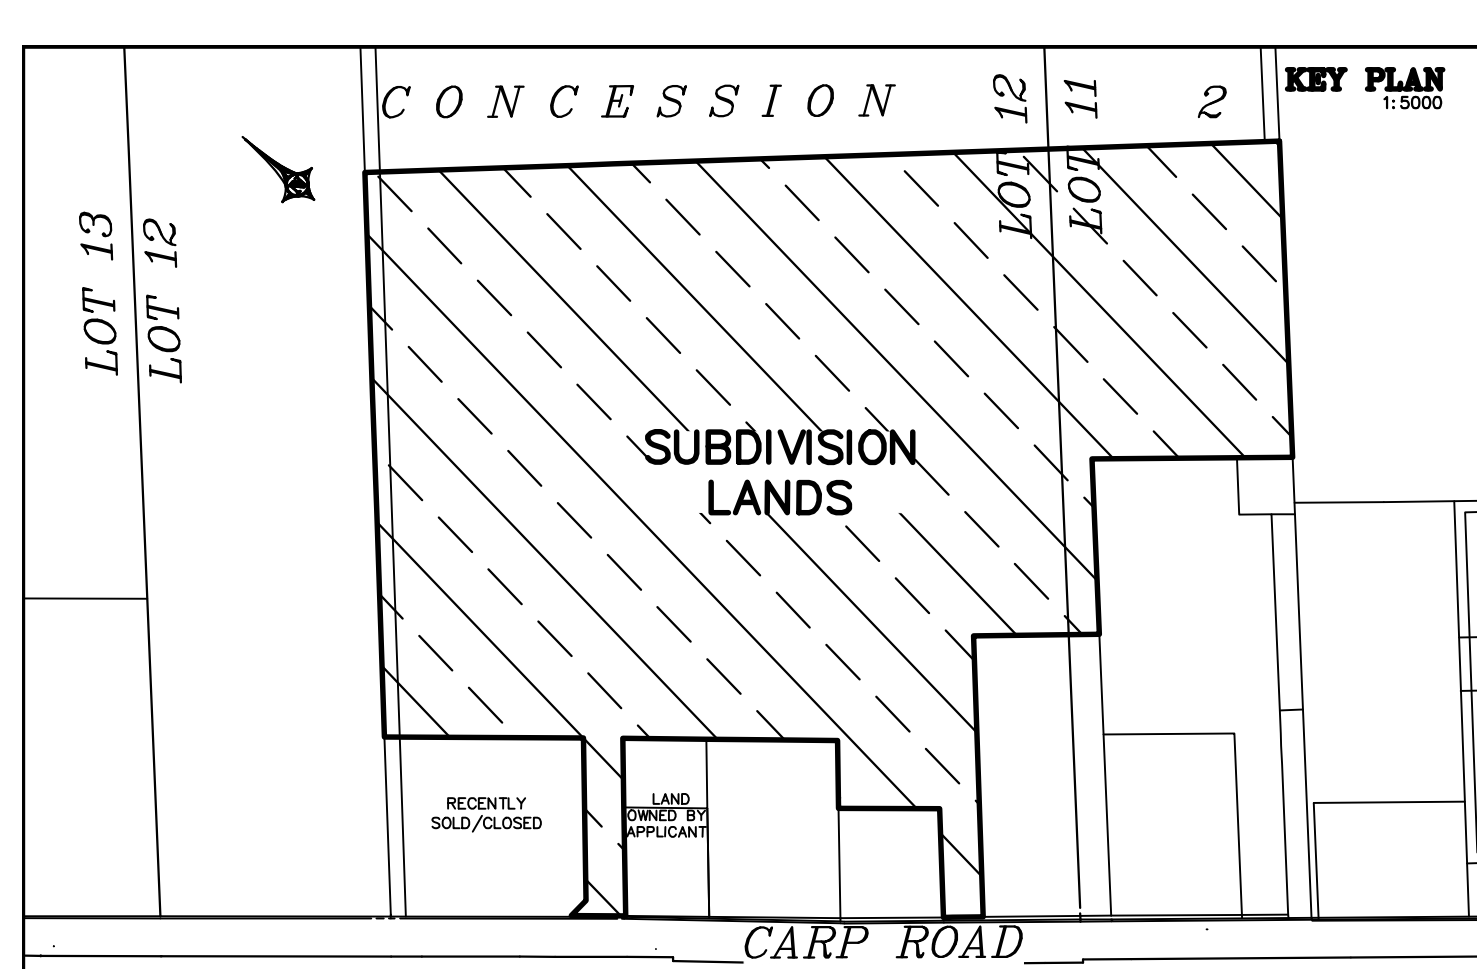 CONCESSION 2
KEY PLAN
1:5000
LOT 12
LOT 11
LOT 13
LOT 12
SUBDIVISION
LANDS
RECENTLY
SOLD/CLOSED
LAND
OWNED BY
APPLICANT
CARP ROAD